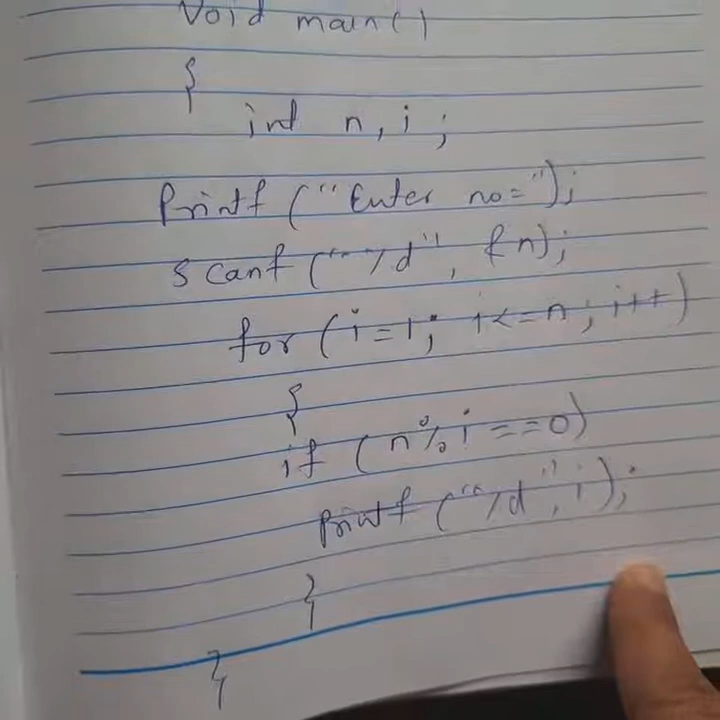 Void main()
{
int n, i ;
Printf ("Enter no=");
scanf ("%d", &n);
for (i=1; i<=n; i++)
{
if (n%i==0)
Printf ("%d", i);
}
}